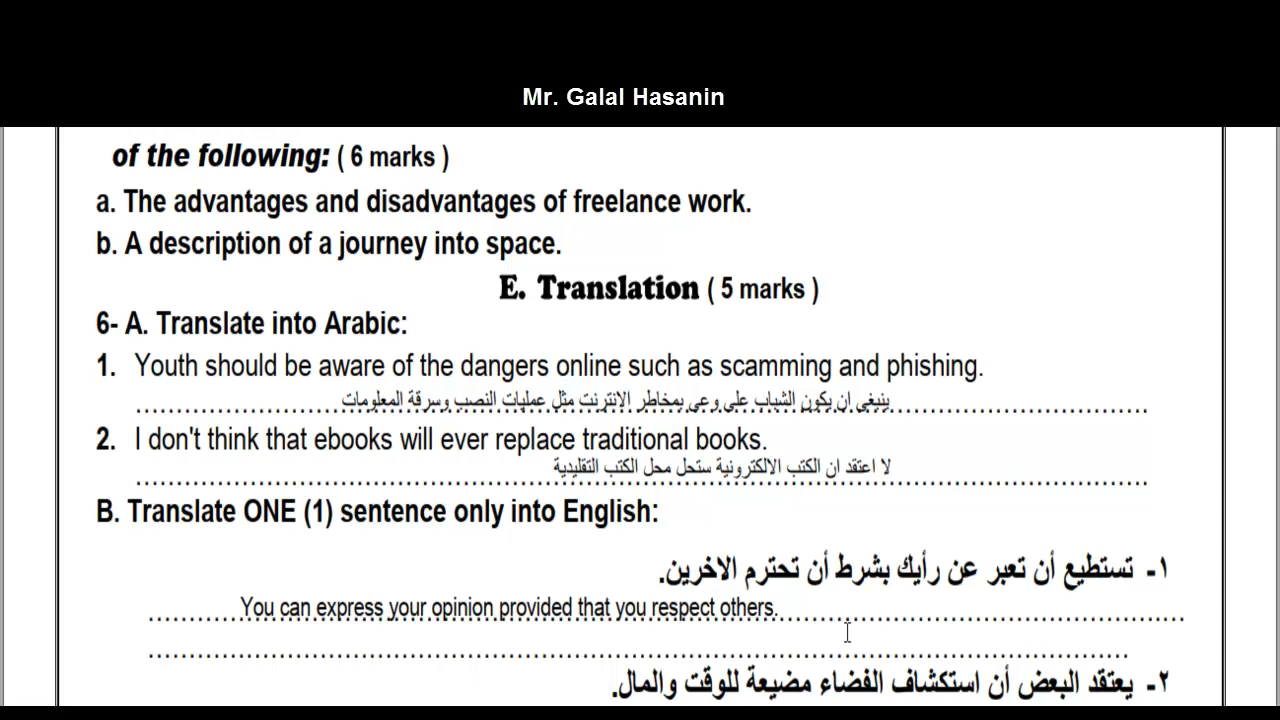 Mr. Galal Hasanin
of the following: ( 6 marks )
a. The advantages and disadvantages of freelance work.
b. A description of a journey into space.
E. Translation ( 5 marks )
6- A. Translate into Arabic:
1. Youth should be aware of the dangers online such as scamming and phishing.
ينبغى ان يكون الشباب على وعى بمخاطر الانترنت مثل عمليات النصب وسرقة المعلومات
2. I don't think that ebooks will ever replace traditional books.
لا اعتقد ان الكتب الالكترونية ستحل محل الكتب التقليدية
B. Translate ONE (1) sentence only into English:
١- تستطيع أن تعبر عن رأيك بشرط أن تحترم الاخرين.
You can express your opinion provided that you respect others.
٢- يعتقد البعض أن استكشاف الفضاء مضيعة للوقت والمال.